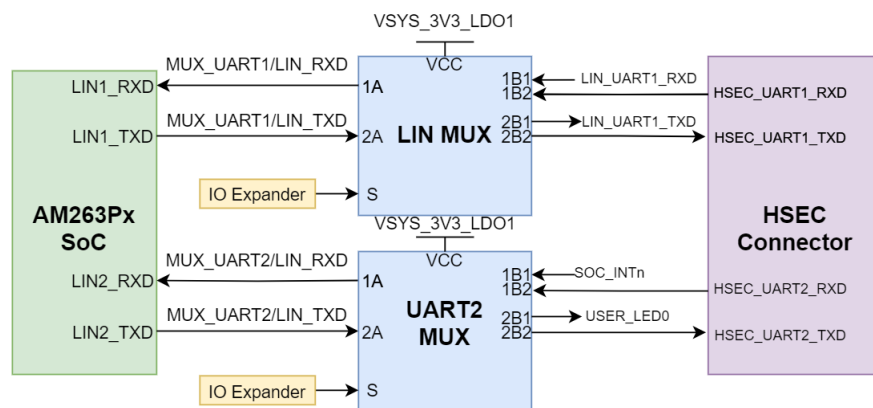 VSYS_3V3_LDO1
MUX_UART1/LIN_RXD
VCC
LIN1_RXD
1A
1B1
LIN_UART1_RXD
1B2
HSEC_UART1_RXD
MUX_UART1/LIN_TXD
2B1
LIN_UART1_TXD
LIN1_TXD
2A
LIN MUX
2B2
HSEC_UART1_TXD
IO Expander
S
AM263Px
SoC
HSEC
Connector
VSYS_3V3_LDO1
MUX_UART2/LIN_RXD
VCC
LIN2_RXD
1A
1B1
SOC_INTn
1B2
HSEC_UART2_RXD
MUX_UART2/LIN_TXD
UART2
MUX
2B1
USER_LED0
LIN2_TXD
2A
2B2
HSEC_UART2_TXD
IO Expander
S